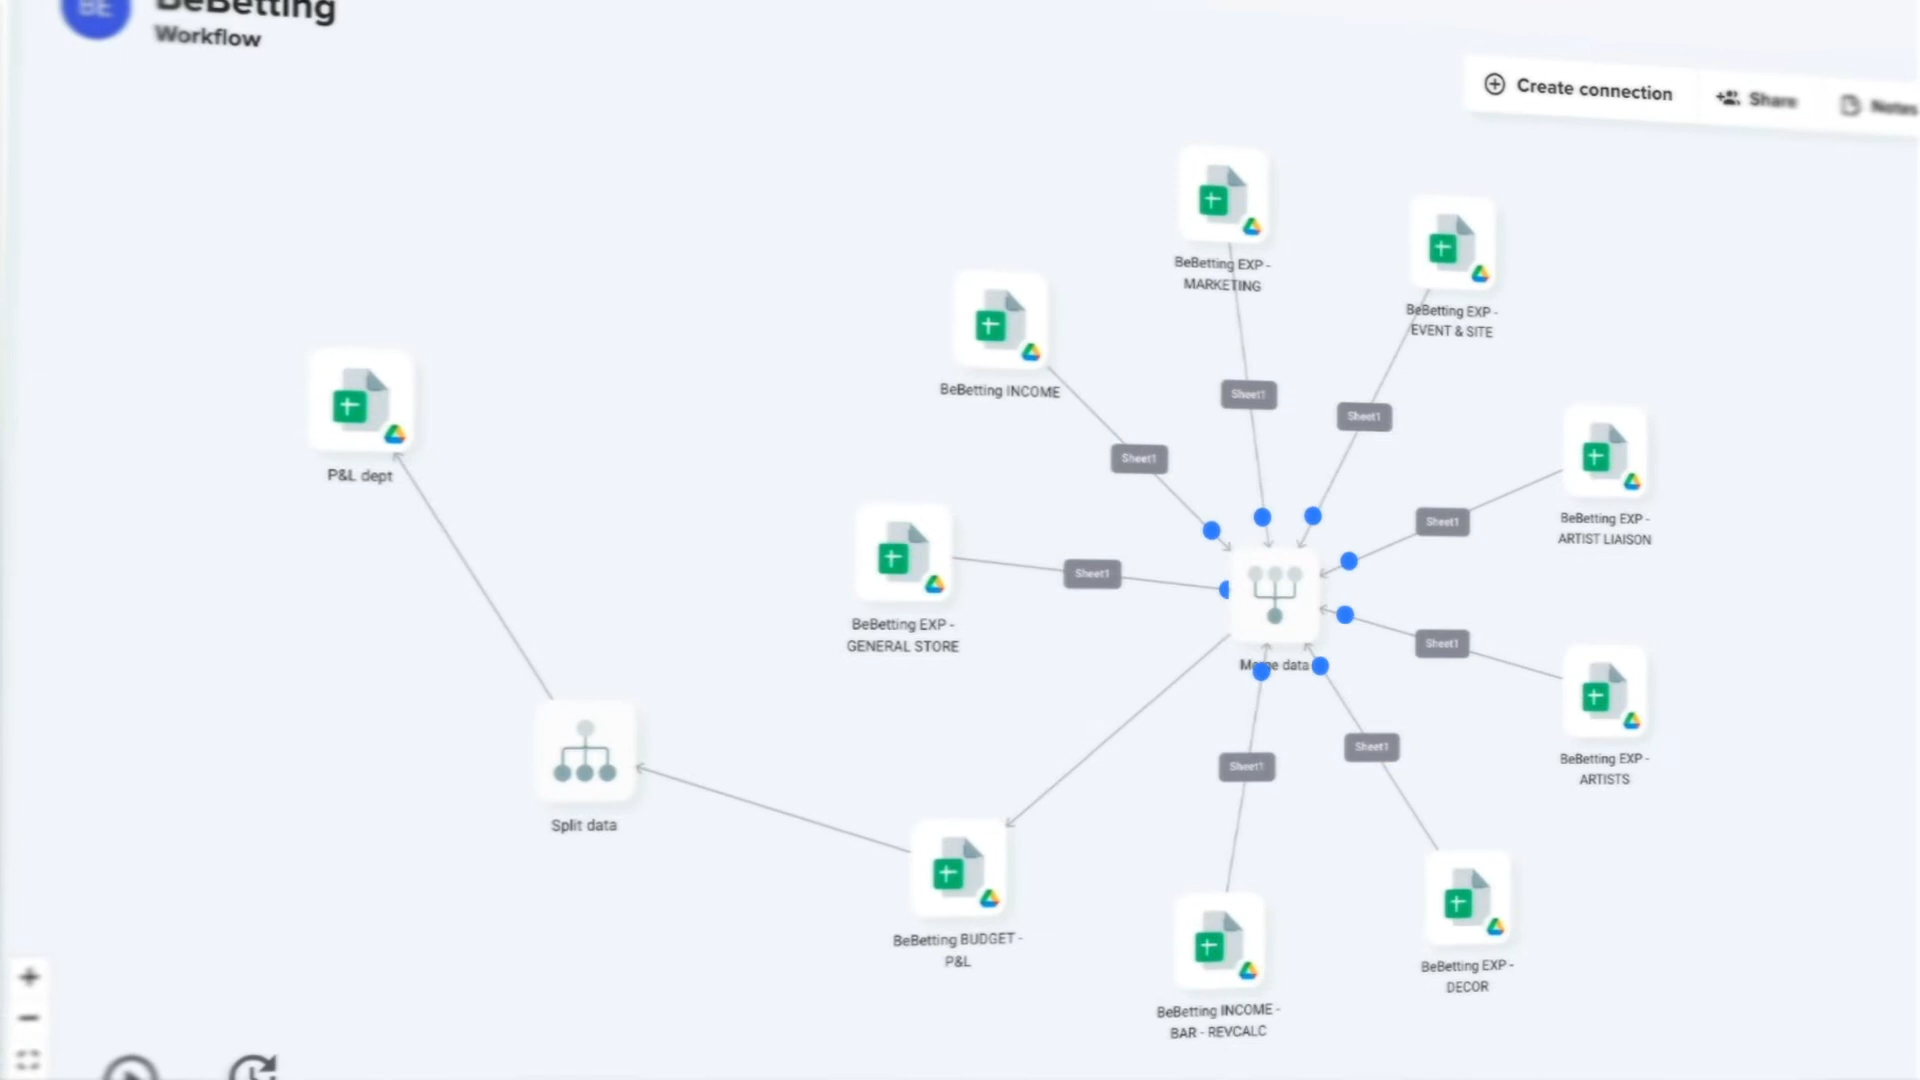 BE
BeBetting
Workflow
Create connection
Share
Notes
BeBetting EXP -
MARKETING
BeBetting EXP -
EVENT & SITE
BeBetting INCOME
Sheet1
Sheet1
Sheet1
P&L dept
BeBetting EXP -
ARTIST LIAISON
Sheet1
Sheet1
BeBetting EXP -
GENERAL STORE
Merge data
Sheet1
BeBetting EXP -
ARTISTS
Sheet1
Sheet1
Split data
BeBetting BUDGET -
P&L
BeBetting EXP -
DECOR
BeBetting INCOME -
BAR - REVCALC